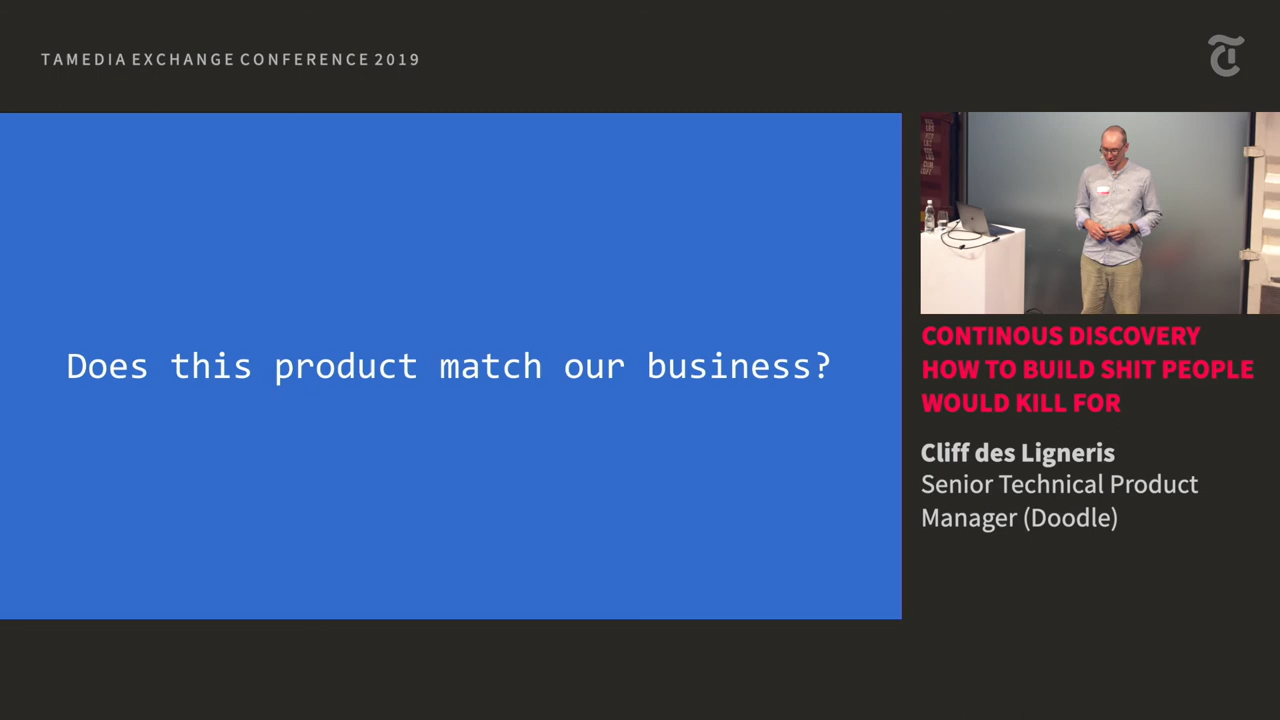 TAMEDIA EXCHANGE CONFERENCE 2019
Does this product match our business?
CONTINOUS DISCOVERY
HOW TO BUILD SHIT PEOPLE
WOULD KILL FOR
Cliff des Ligneris
Senior Technical Product
Manager (Doodle)